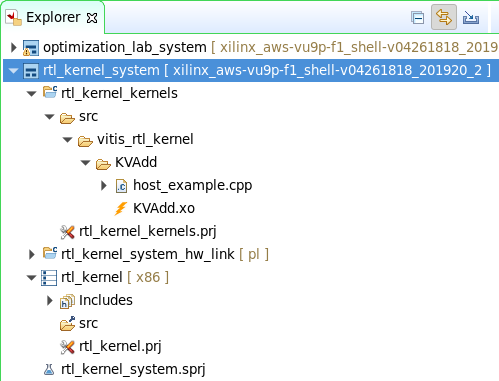 Explorer
optimization_lab_system [ xilinx_aws-vu9p-f1_shell-v04261818_2019
rtl_kernel_system [ xilinx_aws-vu9p-f1_shell-v04261818_201920_2 ]
rtl_kernel_kernels
src
vitis_rtl_kernel
KVAdd
host_example.cpp
KVAdd.xo
rtl_kernel_kernels.prj
rtl_kernel_system_hw_link [ pl ]
rtl_kernel [ x86 ]
Includes
src
rtl_kernel.prj
rtl_kernel_system.sprj